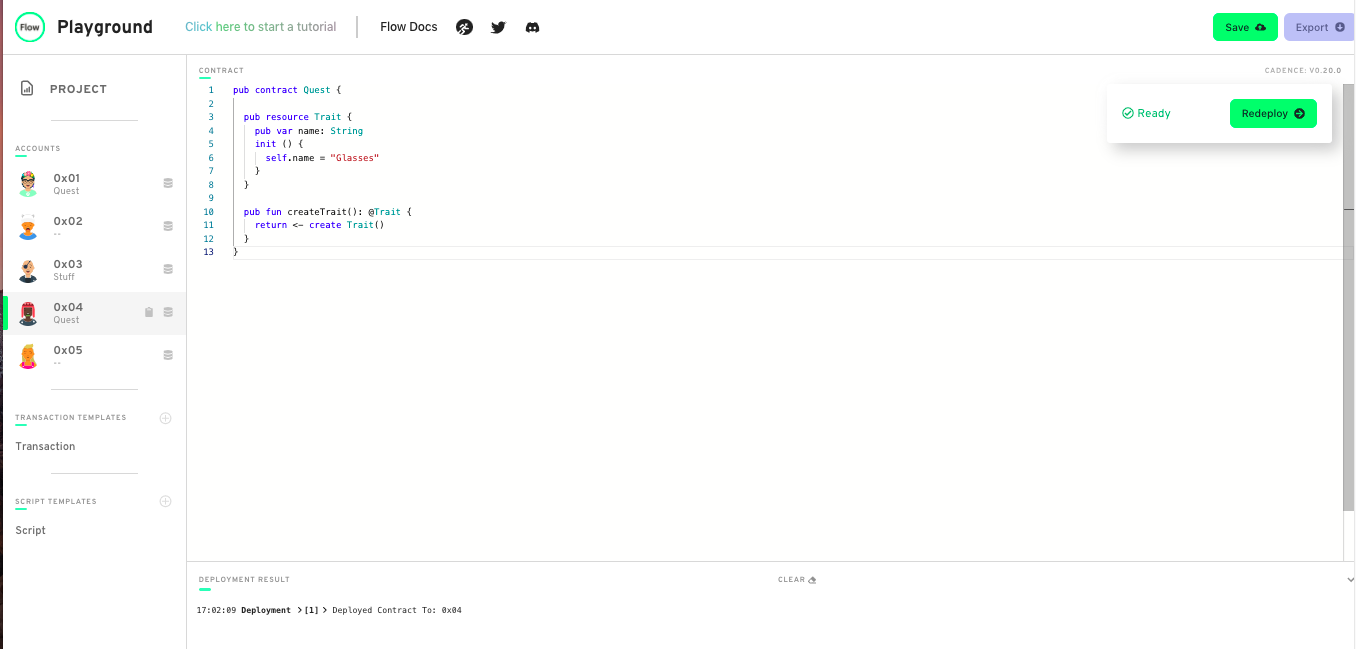 Flow Playground Click here to start a tutorial Flow Docs Save Export
PROJECT
ACCOUNTS
0x01
Quest
0x02
--
0x03
Stuff
0x04
Quest
0x05
--
TRANSACTION TEMPLATES
Transaction
SCRIPT TEMPLATES
Script
CONTRACT CADENCE: V0.20.0
Ready Redeploy
1 pub contract Quest {
2
3 pub resource Trait {
4 pub var name: String
5 init () {
6 self.name = "Glasses"
7 }
8 }
9
10 pub fun createTrait(): @Trait {
11 return <- create Trait()
12 }
13 }
DEPLOYMENT RESULT CLEAR
17:02:09 Deployment >[1]> Deployed Contract To: 0x04